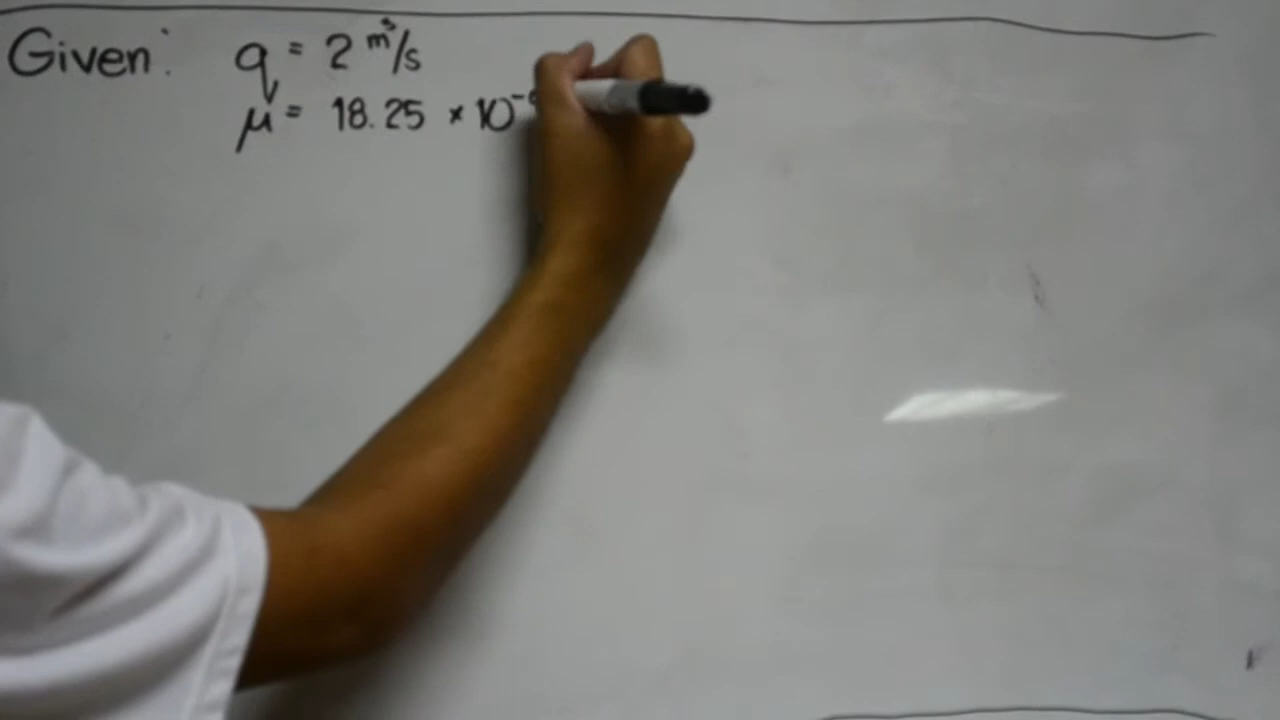 Given: q = 2 m³/s
μ = 18.25 × 10⁻